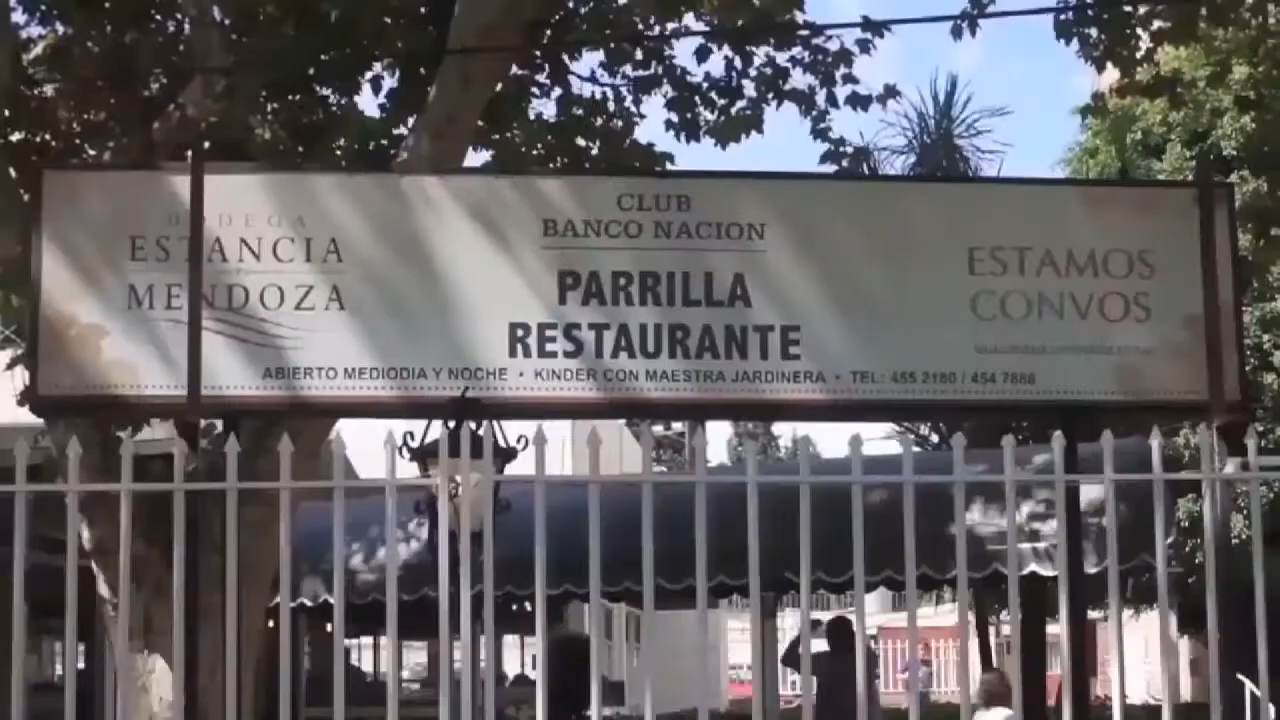 BODEGA
ESTANCIA
MENDOZA
CLUB
BANCO NACION
PARRILLA
RESTAURANTE
ABIERTO MEDIODIA Y NOCHE • KINDER CON MAESTRA JARDINERA • TEL: 455 2180 / 454 7888
ESTAMOS
CONVOS